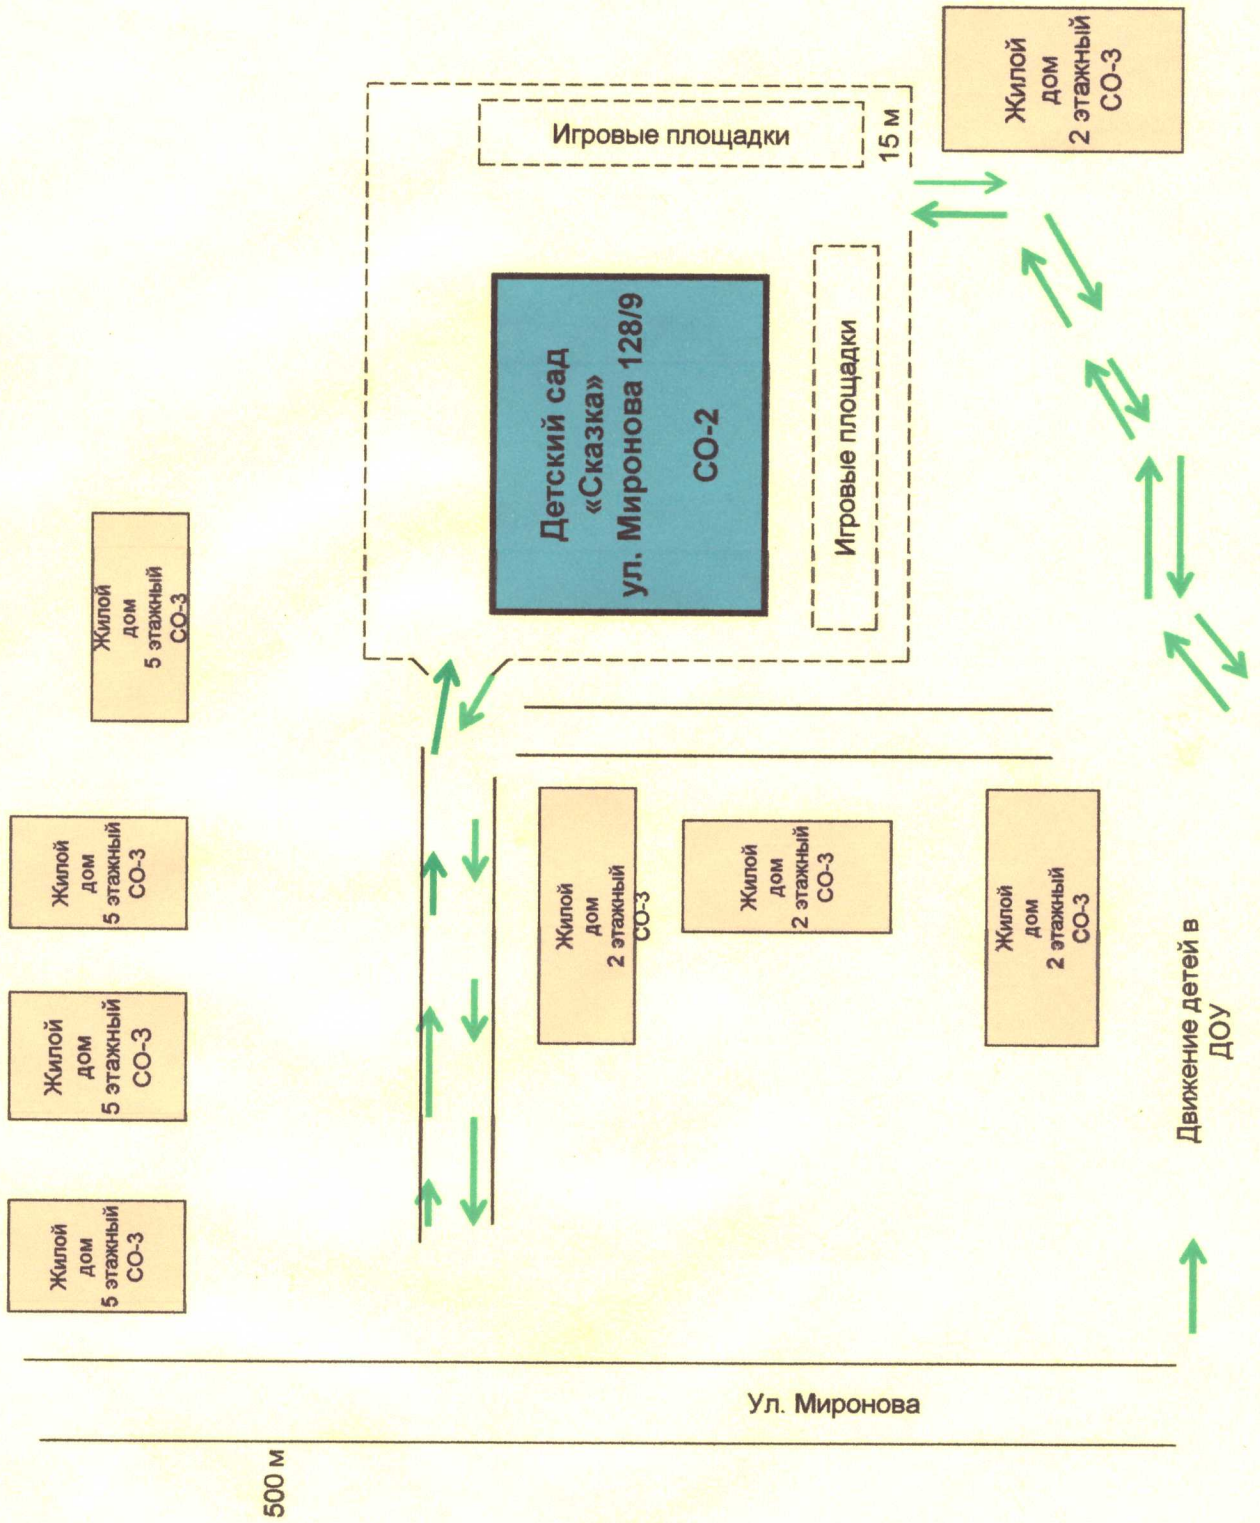 Жилой
дом
2 этажный
СО-3
Игровые площадки
15 м
Детский сад
«Сказка»
ул. Миронова 128/9
СО-2
Игровые площадки
Жилой
дом
5 этажный
СО-3
Жилой
дом
5 этажный
СО-3
Жилой
дом
5 этажный
СО-3
Жилой
дом
5 этажный
СО-3
Жилой
дом
2 этажный
СО-3
Жилой
дом
2 этажный
СО-3
Жилой
дом
2 этажный
СО-3
Движение детей в
ДОУ
Ул. Миронова
500 м